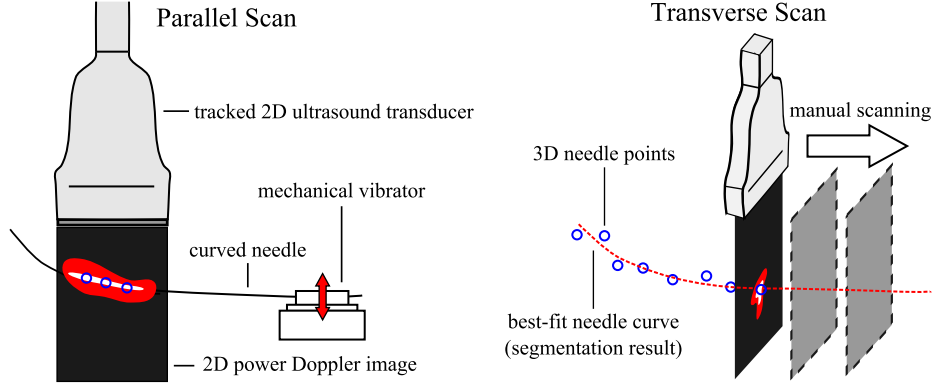 Parallel Scan
tracked 2D ultrasound transducer
mechanical vibrator
curved needle
2D power Doppler image
Transverse Scan
manual scanning
3D needle points
best-fit needle curve
(segmentation result)